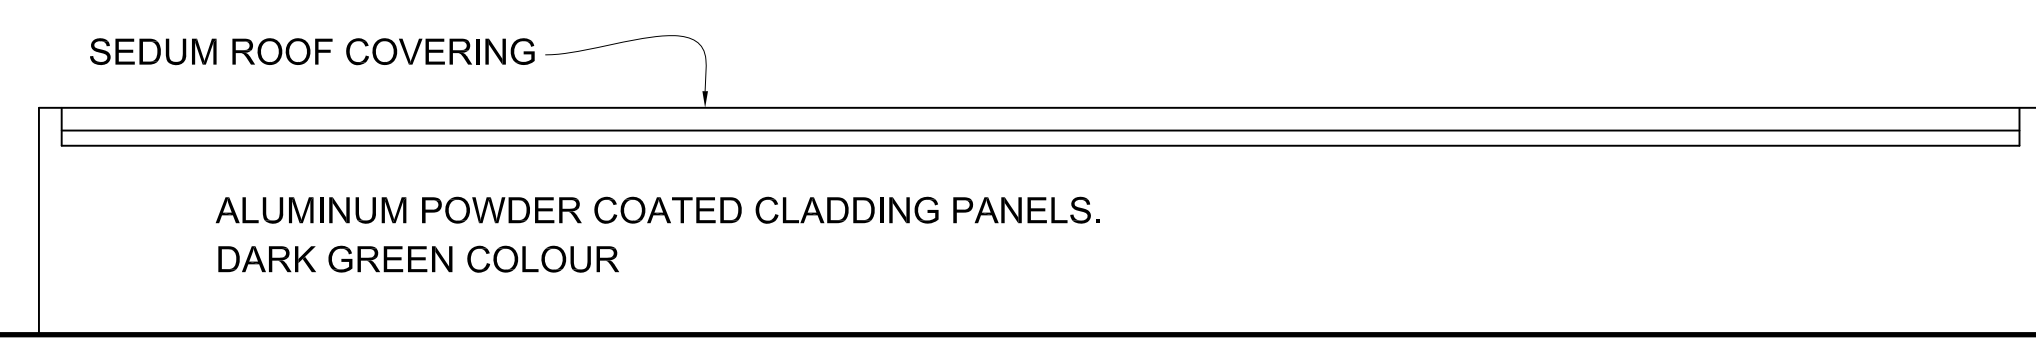 SEDUM ROOF COVERING
ALUMINUM POWDER COATED CLADDING PANELS.
DARK GREEN COLOUR